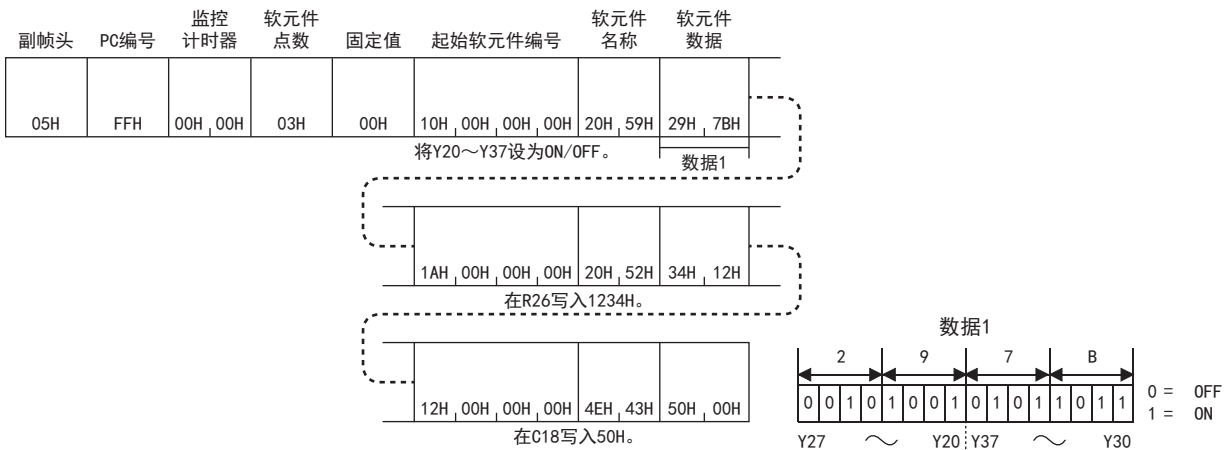 副帧头 PC编号 监控计时器 软元件点数 固定值 起始软元件编号 软元件名称 软元件数据
05H FFH 00H 00H 03H 00H 10H 00H 00H 00H 20H 59H 29H 7BH
将Y20～Y37设为ON/OFF。 数据1
1AH 00H 00H 00H 20H 52H 34H 12H
在R26写入1234H。
12H 00H 00H 00H 4EH 43H 50H 00H
在C18写入50H。
数据1
2 9 7 B
0 0 1 0 1 0 0 1 0 1 0 1 1 0 1 1
0 = OFF
1 = ON
Y27 ～ Y20 Y37 ～ Y30